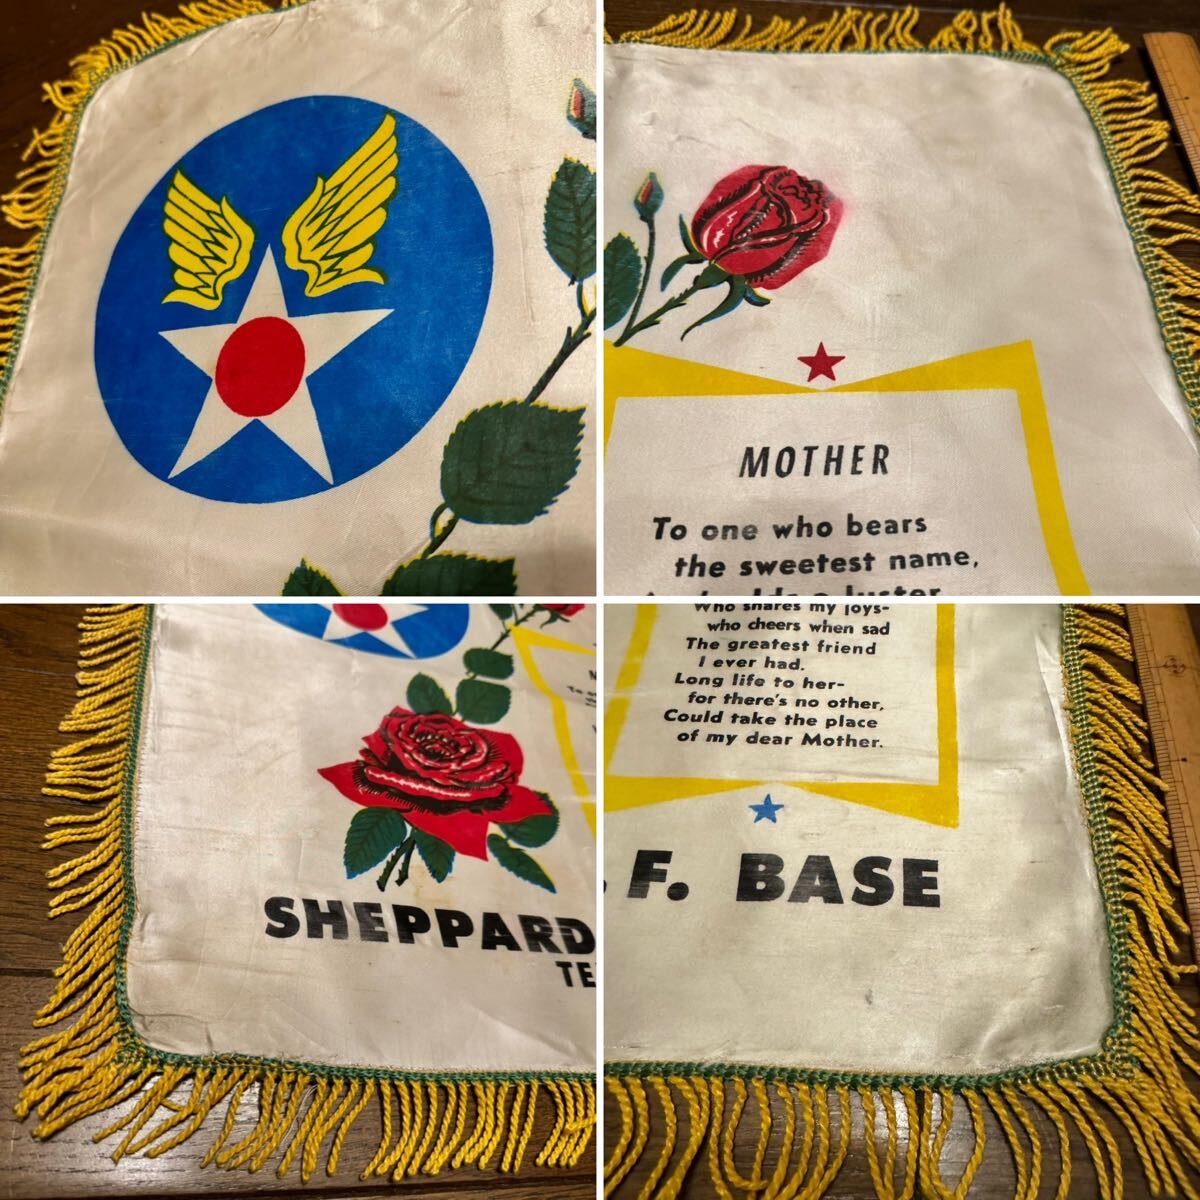 MOTHER
To one who bears
the sweetest name,
Who shares my joys-
who cheers when sad
The greatest friend
I ever had.
Long life to her-
for there's no other,
Could take the place
of my dear Mother.
SHEPPARD
TE
. F. BASE